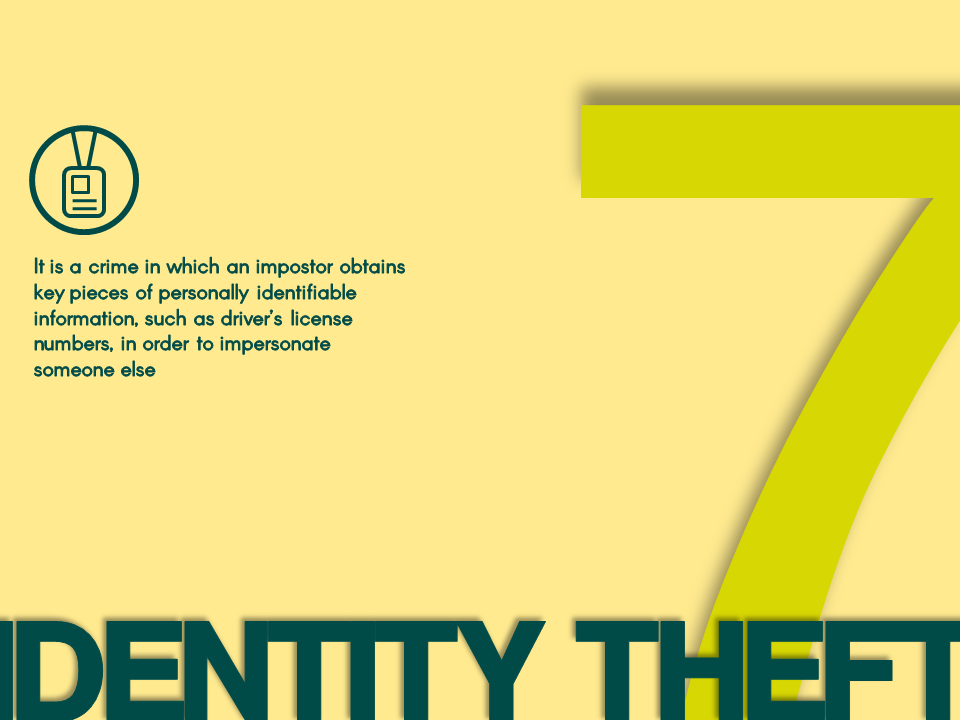 7
It is a crime in which an impostor obtains
key pieces of personally identifiable
information, such as driver’s license
numbers, in order to impersonate
someone else
IDENTITY THEFT